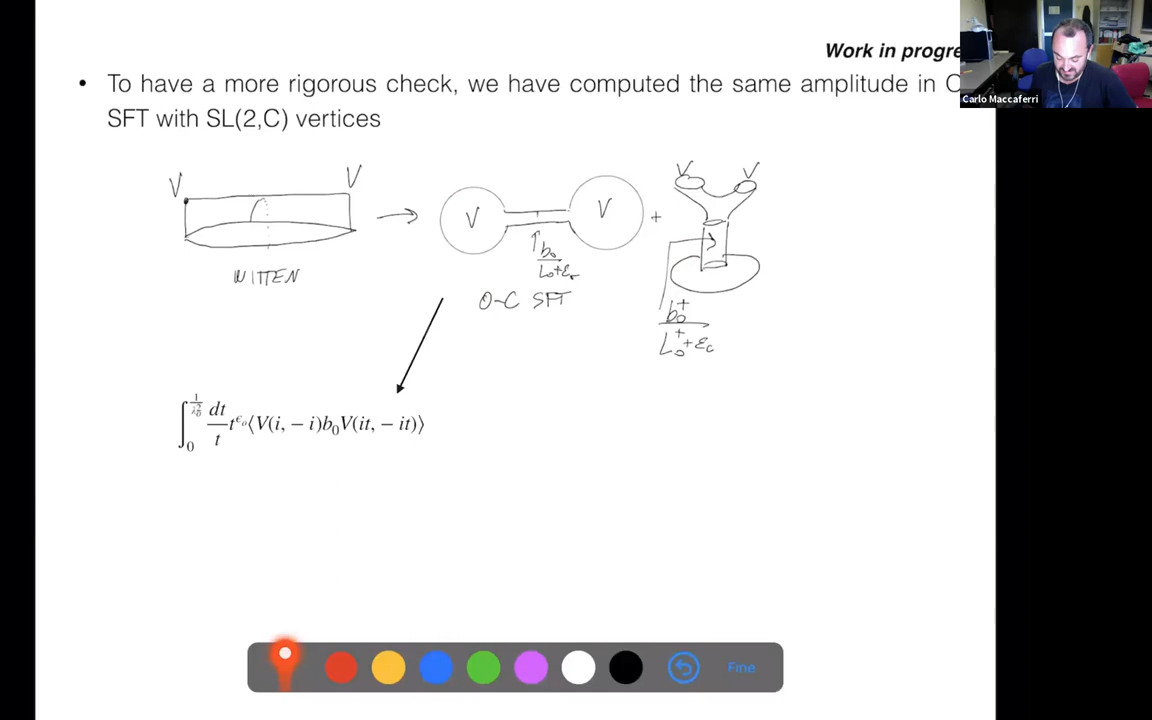 Work in progre
• To have a more rigorous check, we have computed the same amplitude in O
Carlo Maccaferri
SFT with SL(2,C) vertices
V V V V + V V
WITTEN
b₀
L₀+ε₀
O-C SFT
b₀⁺
L₀⁺+ε_c
∫₀^{1/λ₀²} dt/t t^{ε₀}⟨V(i, − i)b₀V(it, − it)⟩
Fine